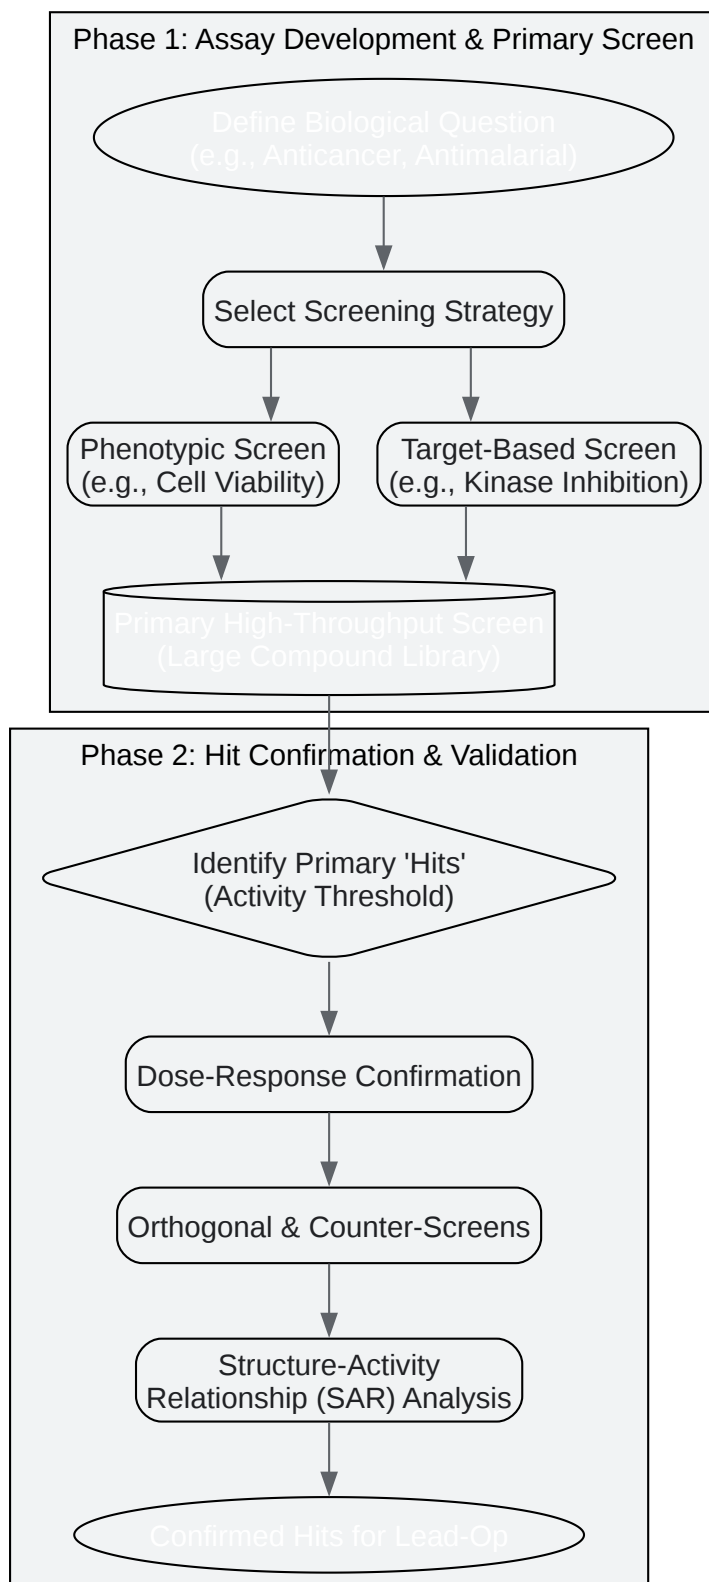 Phase 1: Assay Development & Primary Screen
Define Biological Question
(e.g., Anticancer, Antimalarial)
Select Screening Strategy
Phenotypic Screen
(e.g., Cell Viability)
Target-Based Screen
(e.g., Kinase Inhibition)
Primary High-Throughput Screen
(Large Compound Library)
Phase 2: Hit Confirmation & Validation
Identify Primary 'Hits'
(Activity Threshold)
Dose-Response Confirmation
Orthogonal & Counter-Screens
Structure-Activity
Relationship (SAR) Analysis
Confirmed Hits for Lead-Op